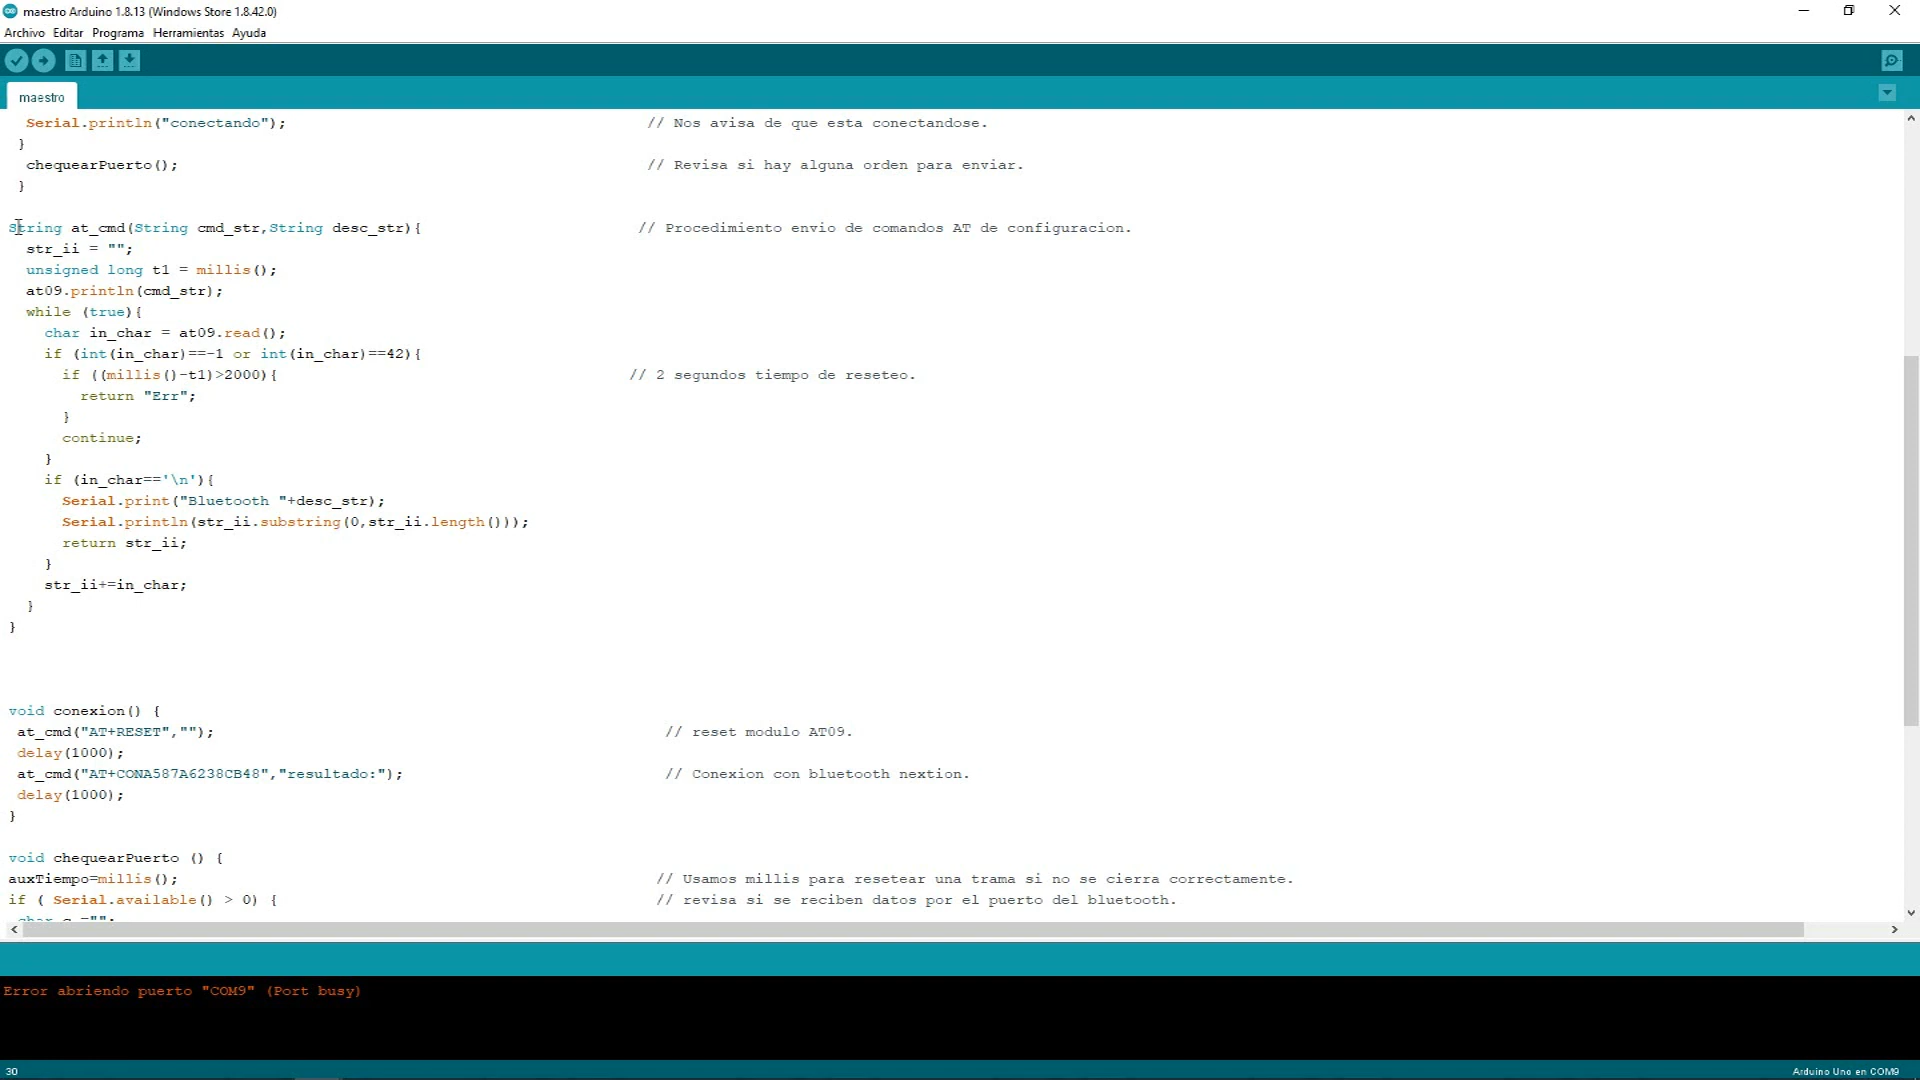 maestro Arduino 1.8.13 (Windows Store 1.8.42.0)
Archivo Editar Programa Herramientas Ayuda
maestro
Serial.println("conectando"); // Nos avisa de que esta conectandose.
}
chequearPuerto(); // Revisa si hay alguna orden para enviar.
}
String at_cmd(String cmd_str,String desc_str){ // Procedimiento envio de comandos AT de configuracion.
str_ii = "";
unsigned long t1 = millis();
at09.println(cmd_str);
while (true){
char in_char = at09.read();
if (int(in_char)==-1 or int(in_char)==42){
if ((millis()-t1)>2000){ // 2 segundos tiempo de reseteo.
return "Err";
}
continue;
}
if (in_char=='\n'){
Serial.print("Bluetooth "+desc_str);
Serial.println(str_ii.substring(0,str_ii.length()));
return str_ii;
}
str_ii+=in_char;
}
}
void conexion() {
at_cmd("AT+RESET",""); // reset modulo AT09.
delay(1000);
at_cmd("AT+CONA587A6238CB48","resultado:"); // Conexion con bluetooth nextion.
delay(1000);
}
void chequearPuerto () {
auxTiempo=millis(); // Usamos millis para resetear una trama si no se cierra correctamente.
if ( Serial.available() > 0) { // revisa si se reciben datos por el puerto del bluetooth.
char c ="";
Error abriendo puerto "COM9" (Port busy)
30
Arduino Uno en COM9